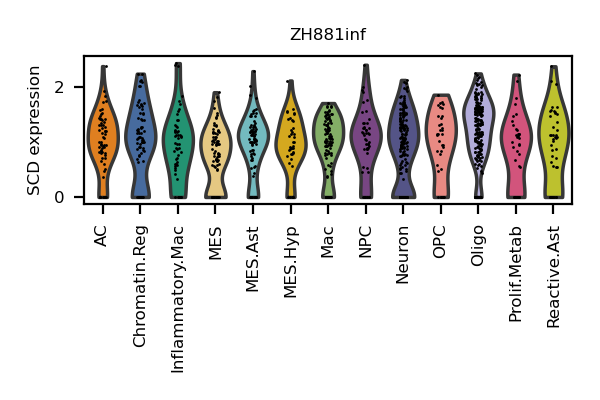 ZH881inf
SCD expression
2
0
AC
Chromatin.Reg
Inflammatory.Mac
MES
MES.Ast
MES.Hyp
Mac
NPC
Neuron
OPC
Oligo
Prolif.Metab
Reactive.Ast